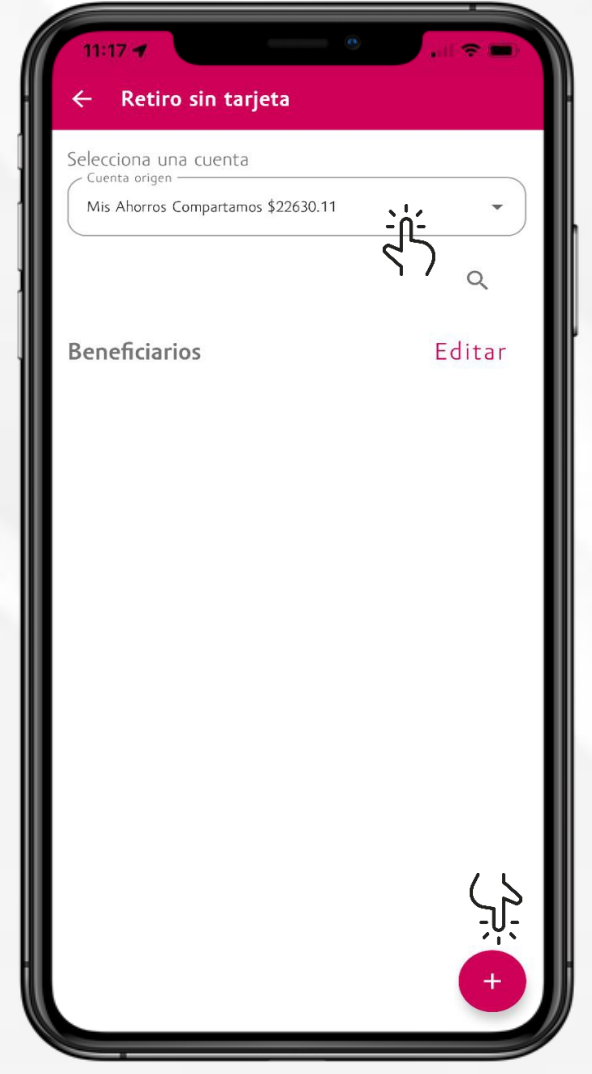 11:17
Retiro sin tarjeta
Selecciona una cuenta
Cuenta origen
Mis Ahorros Compartamos $22630.11
Beneficiarios Editar
+